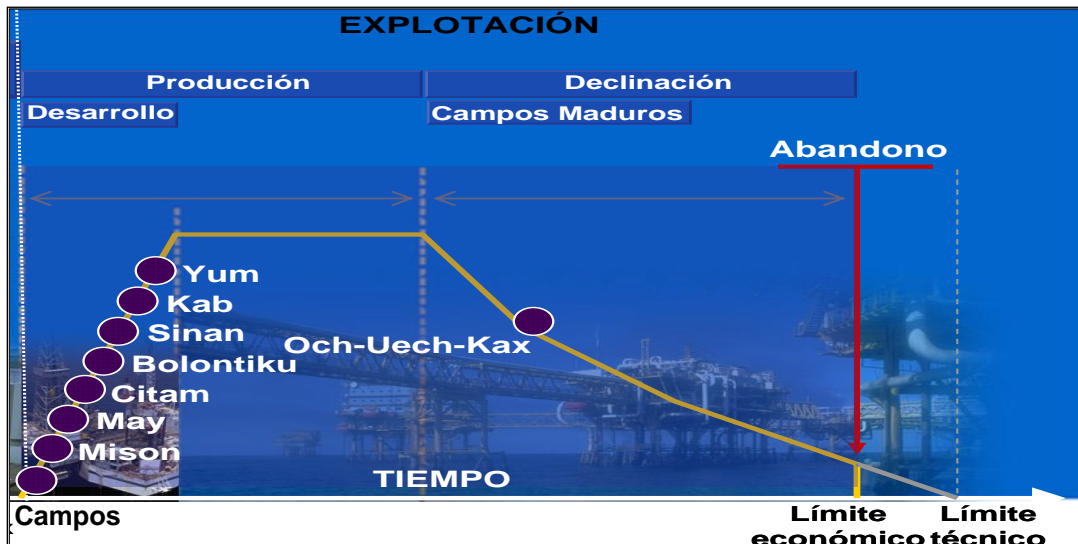 EXPLOTACIÓN
Producción
Declinación
Desarrollo
Campos Maduros
Abandono
Yum
Kab
Sinan
Och-Uech-Kax
Bolontiku
Citam
May
Mison
TIEMPO
Campos
Límite económico
Límite técnico